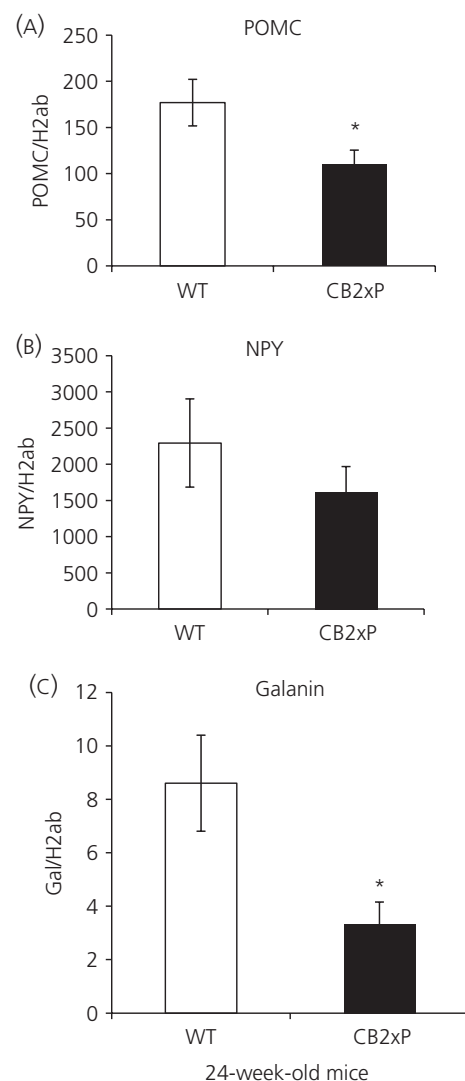 (A)
POMC
250
200
150
100
50
0
POMC/H2ab
*
WT CB2xP
(B)
NPY
3500
3000
2500
2000
1500
1000
500
0
NPY/H2ab
WT CB2xP
(C)
Galanin
12
10
8
6
4
2
0
Gal/H2ab
*
WT CB2xP
24-week-old mice